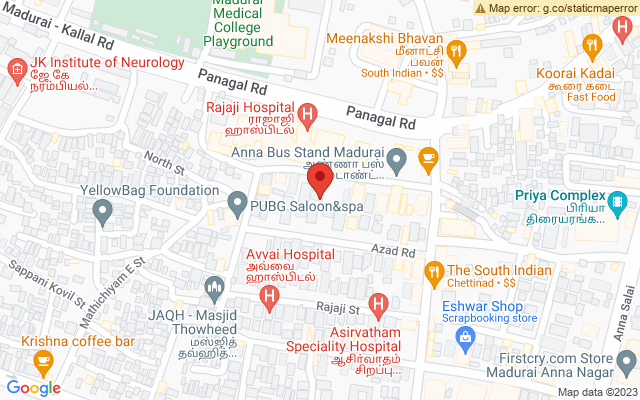 Map error: g.co/staticmaperror
Madurai
Medical
College
Playground
Madurai - Kallal Rd
Meenakshi Bhavan
மீனாட்சி
பவன்
South Indian • $$
JK Institute of Neurology
ஜே.கே
நரம்பியல்...
Panagal Rd
Koorai Kadai
கூரை கடை
Fast Food
Rajaji Hospital
ராஜாஜி
ஹாஸ்பிடல்
Panagal Rd
North St
Anna Bus Stand Madurai
அண்ணா பஸ்
YellowBag Foundation
PUBG Saloon&spa
Priya Complex
பிரியா
திரையரங்க...
Azad Rd
Avvai Hospital
அவ்வை
ஹாஸ்பிடல்
The South Indian
Chettinad • $$
Sappani Kovil St
Mathichiyam E St
JAQH - Masjid
Thowheed
மஸ்ஜித்
தவ்ஹித்...
Rajaji St
Asirvatham
Speciality Hospital
ஆசிர்வாதம்
சிறப்பு...
Eshwar Shop
Scrapbooking store
Anna Salai
Krishna coffee bar
Firstcry.com Store
Madurai Anna Nagar
Google
Map data ©2023